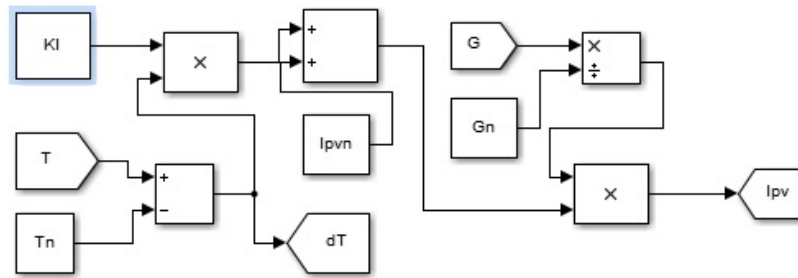 KI
×
+
+
G
×
÷
Ipvn
Gn
T
+
−
Tn
dT
×
Ipv